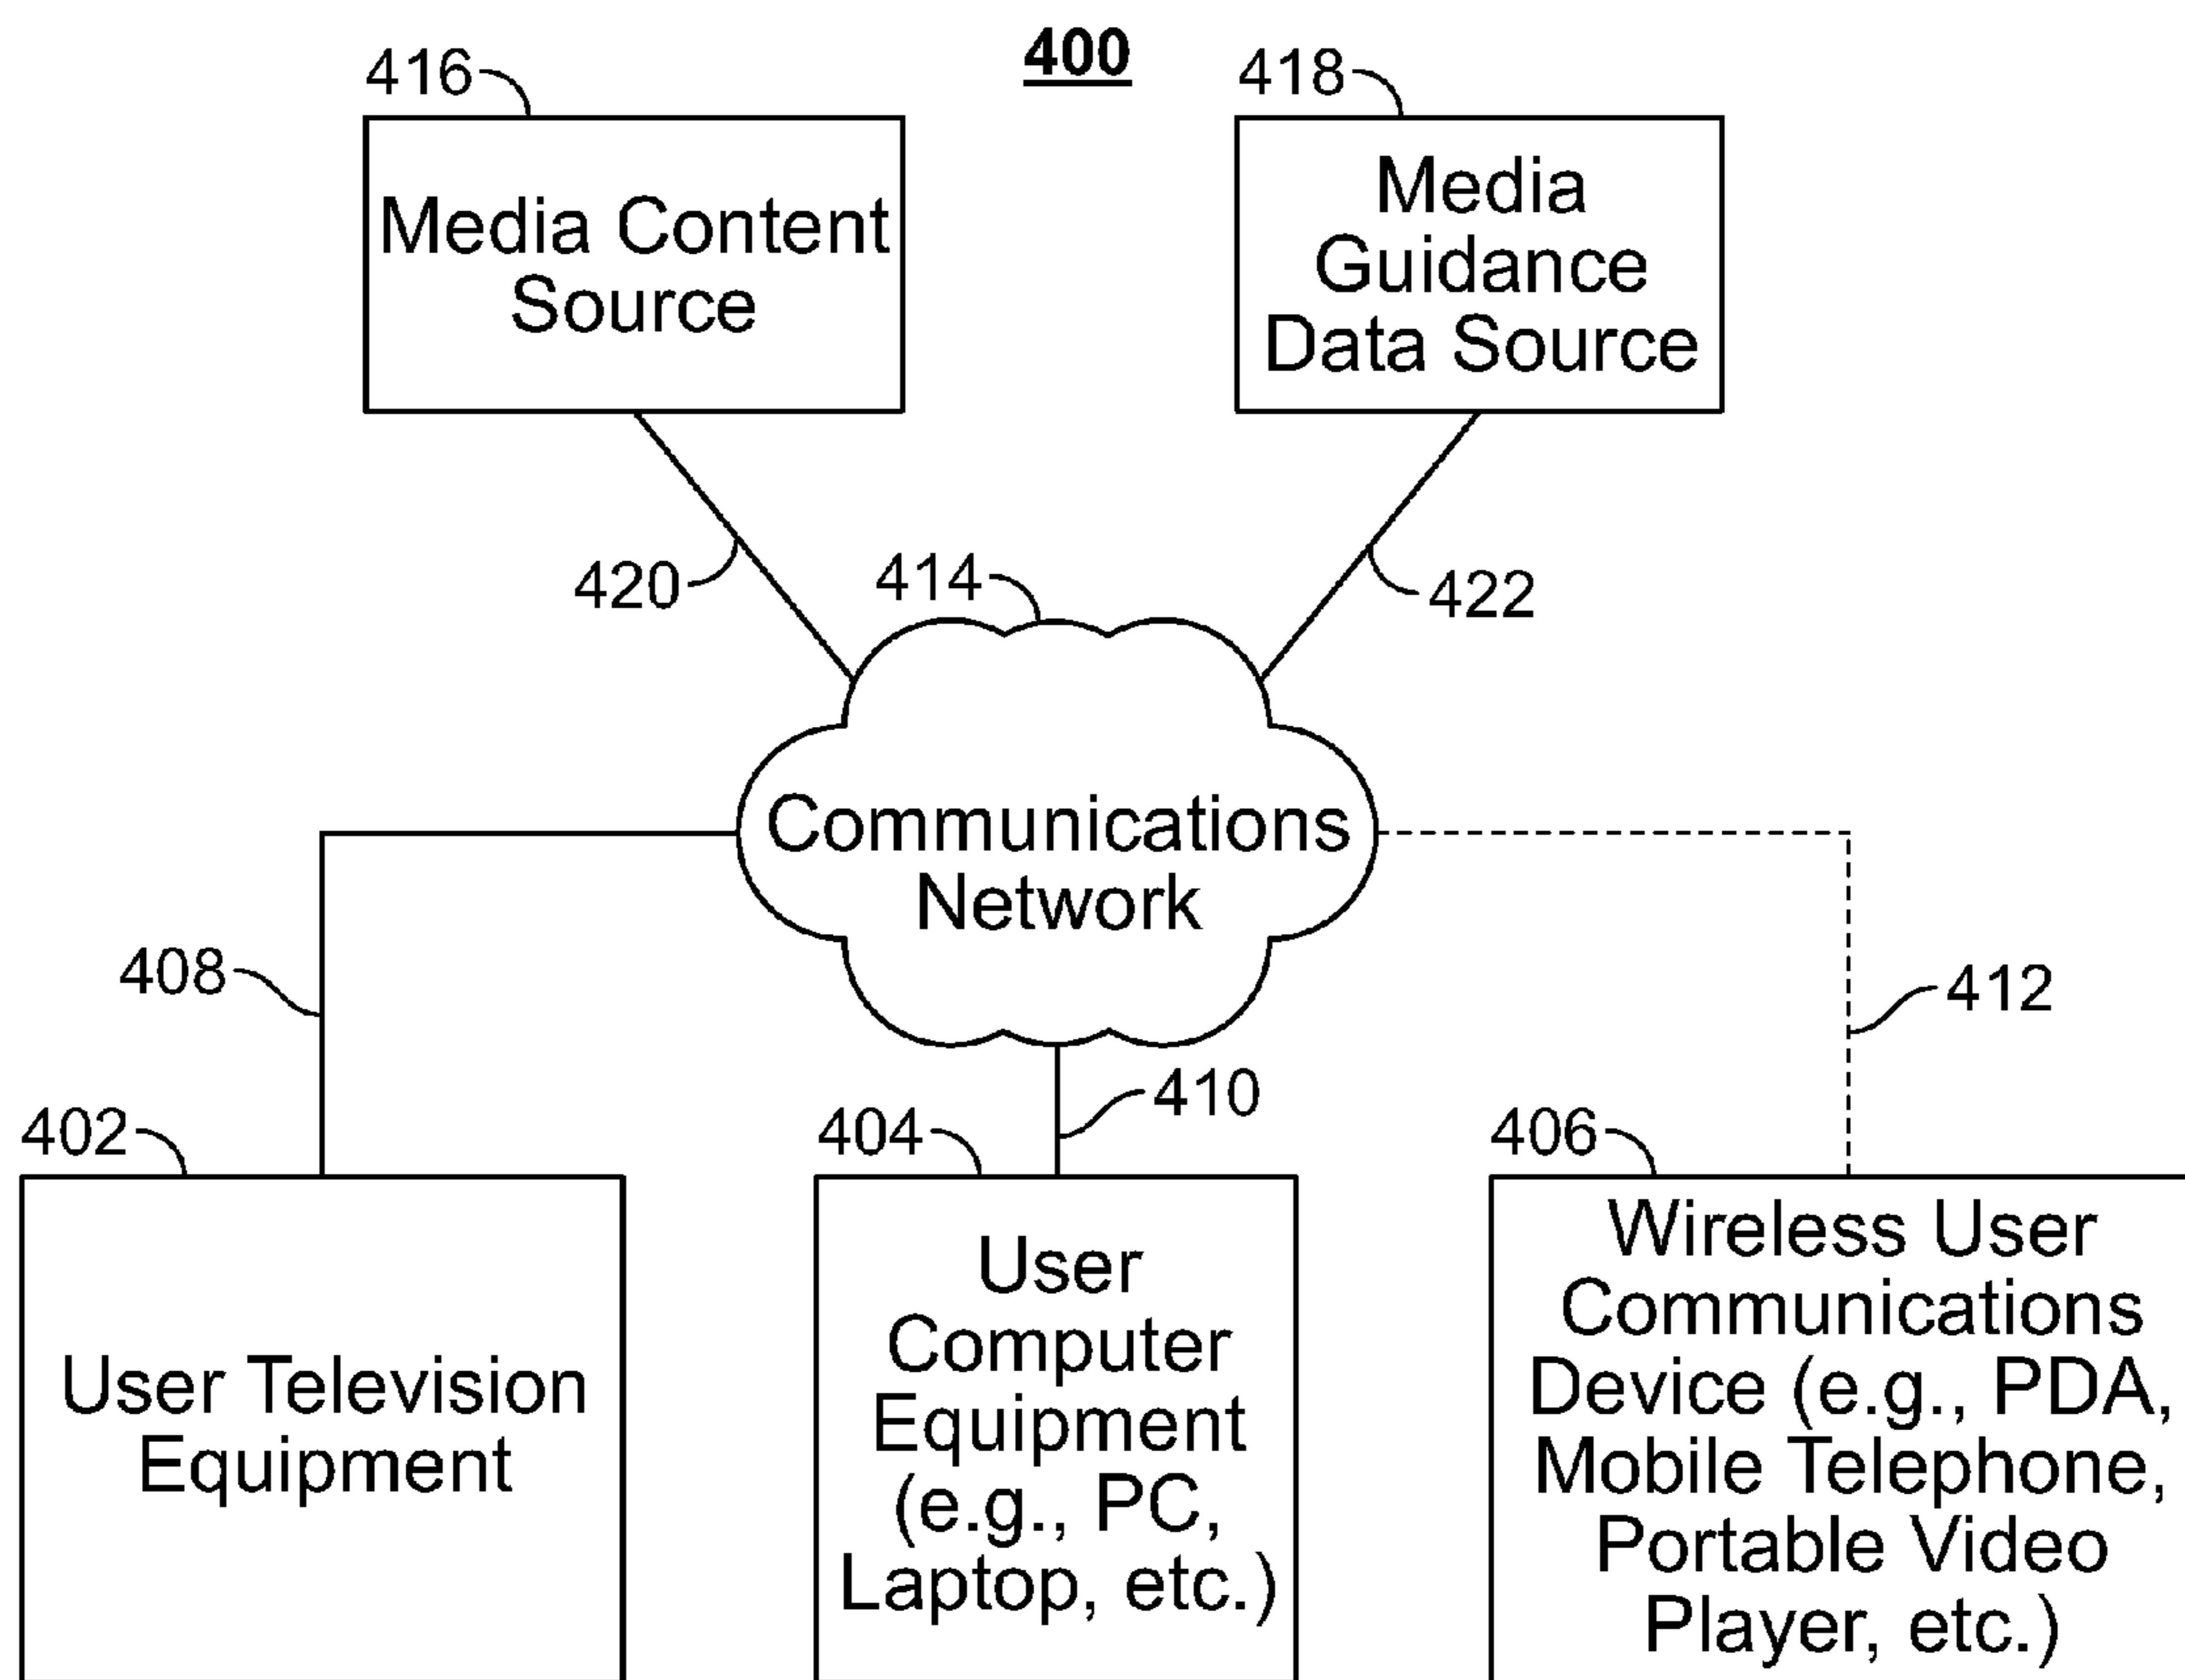 400
416
418
Media Content
Source
Media
Guidance
Data Source
420
414
422
Communications
Network
408
412
410
402
404
406
User Television
Equipment
User
Computer
Equipment
(e.g., PC,
Laptop, etc.)
Wireless User
Communications
Device (e.g., PDA,
Mobile Telephone,
Portable Video
Player, etc.)